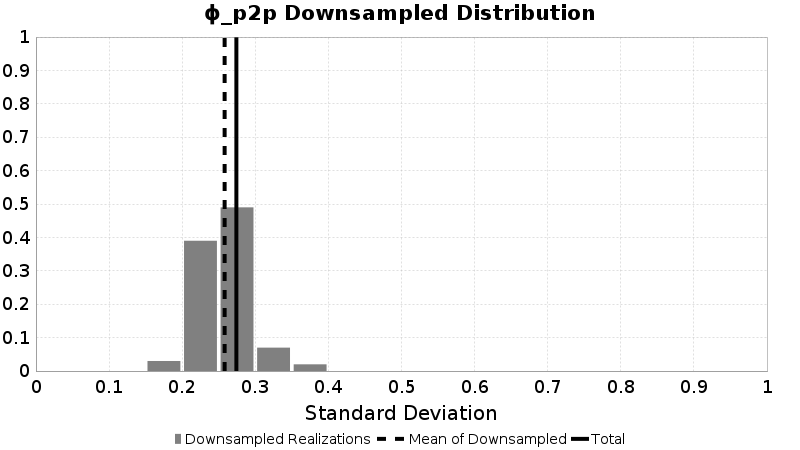 ϕ_p2p Downsampled Distribution
1
0.9
0.8
0.7
0.6
0.5
0.4
0.3
0.2
0.1
0
0 0.1 0.2 0.3 0.4 0.5 0.6 0.7 0.8 0.9 1
Standard Deviation
Downsampled Realizations Mean of Downsampled Total